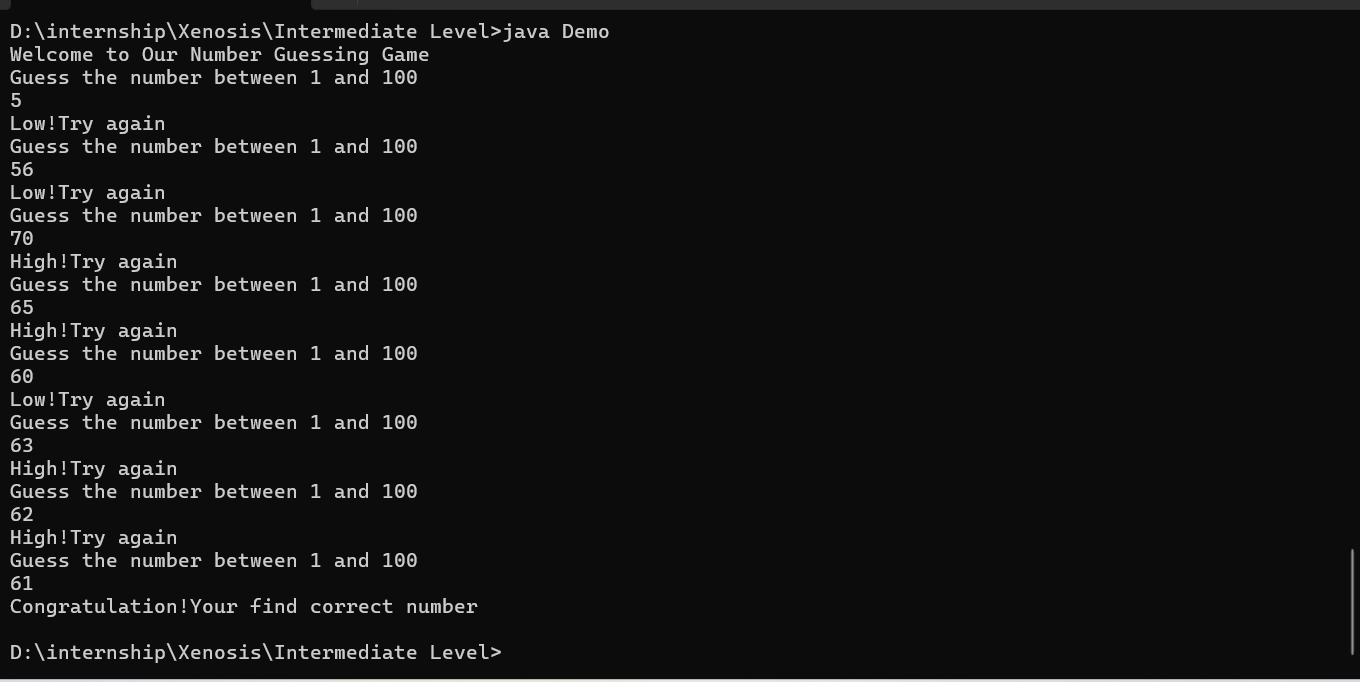 D:\internship\Xenosis\Intermediate Level>java Demo
Welcome to Our Number Guessing Game
Guess the number between 1 and 100
5
Low!Try again
Guess the number between 1 and 100
56
Low!Try again
Guess the number between 1 and 100
70
High!Try again
Guess the number between 1 and 100
65
High!Try again
Guess the number between 1 and 100
60
Low!Try again
Guess the number between 1 and 100
63
High!Try again
Guess the number between 1 and 100
62
High!Try again
Guess the number between 1 and 100
61
Congratulation!Your find correct number
D:\internship\Xenosis\Intermediate Level>